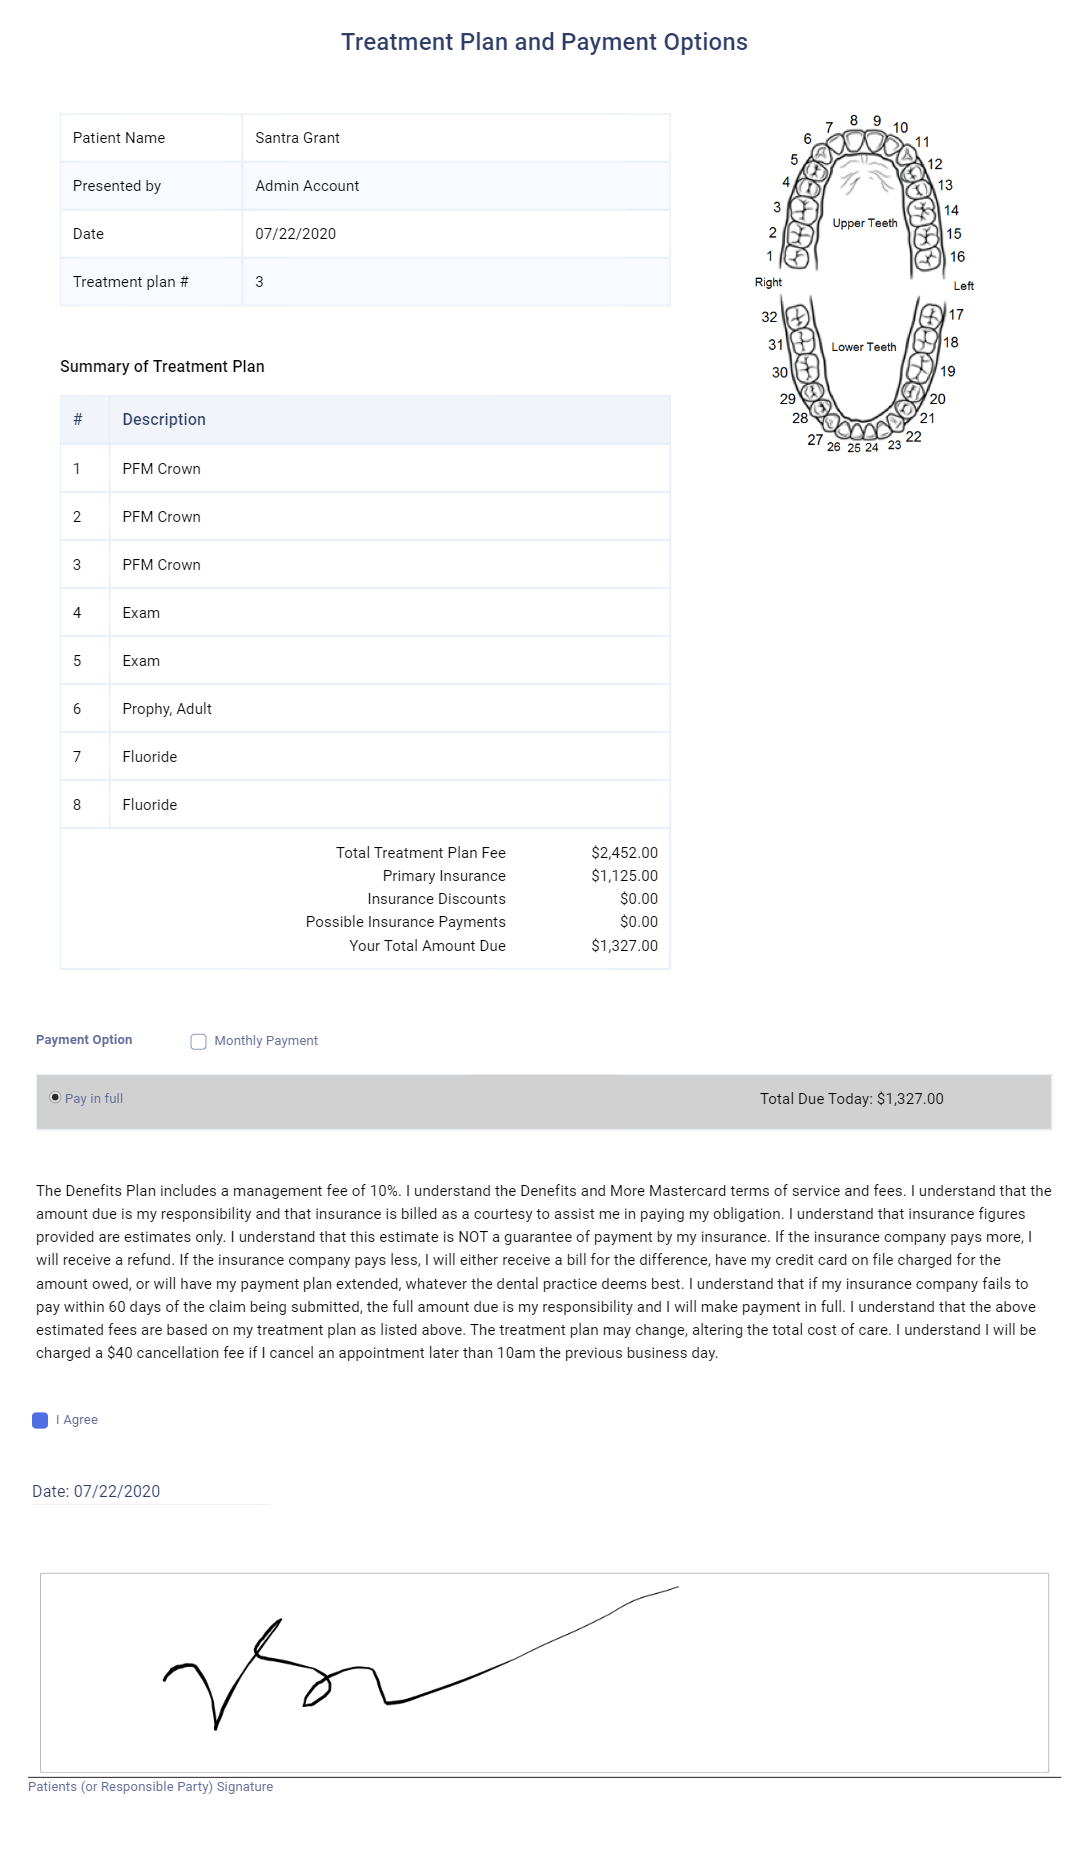 Treatment Plan and Payment Options
Patient Name Santra Grant
Presented by Admin Account
Date 07/22/2020
Treatment plan # 3
Summary of Treatment Plan
# Description
1 PFM Crown
2 PFM Crown
3 PFM Crown
4 Exam
5 Exam
6 Prophy, Adult
7 Fluoride
8 Fluoride
Total Treatment Plan Fee $2,452.00
Primary Insurance $1,125.00
Insurance Discounts $0.00
Possible Insurance Payments $0.00
Your Total Amount Due $1,327.00
1 2 3 4 5 6 7 8 9 10 11 12 13 14 15 16
Upper Teeth
Right Left
Lower Teeth
32 31 30 29 28 27 26 25 24 23 22 21 20 19 18 17
Payment Option Monthly Payment
Pay in full Total Due Today: $1,327.00
The Denefits Plan includes a management fee of 10%. I understand the Denefits and More Mastercard terms of service and fees. I understand that the
amount due is my responsibility and that insurance is billed as a courtesy to assist me in paying my obligation. I understand that insurance figures
provided are estimates only. I understand that this estimate is NOT a guarantee of payment by my insurance. If the insurance company pays more, I
will receive a refund. If the insurance company pays less, I will either receive a bill for the difference, have my credit card on file charged for the
amount owed, or will have my payment plan extended, whatever the dental practice deems best. I understand that if my insurance company fails to
pay within 60 days of the claim being submitted, the full amount due is my responsibility and I will make payment in full. I understand that the above
estimated fees are based on my treatment plan as listed above. The treatment plan may change, altering the total cost of care. I understand I will be
charged a $40 cancellation fee if I cancel an appointment later than 10am the previous business day.
I Agree
Date: 07/22/2020
Patients (or Responsible Party) Signature